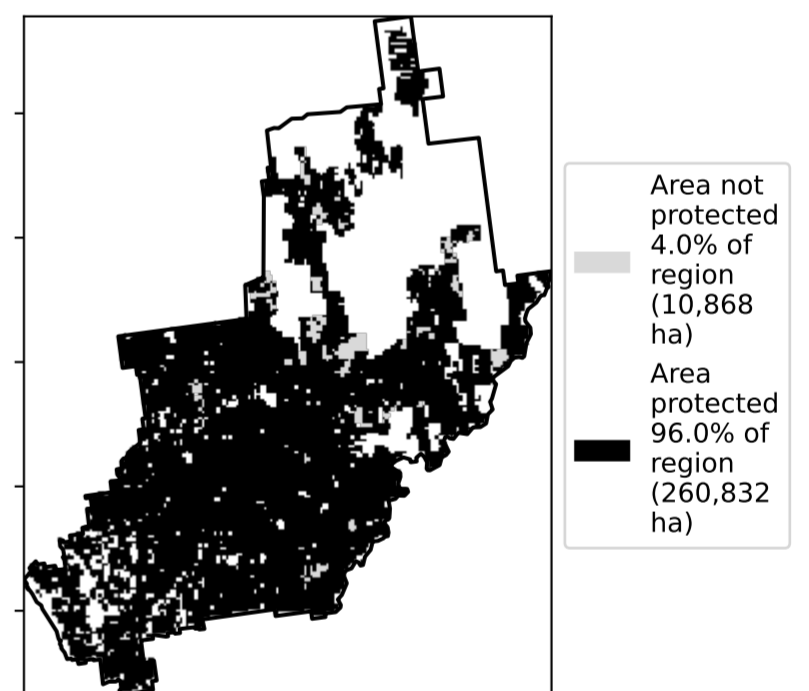 Area not
protected
4.0% of
region
(10,868
ha)
Area
protected
96.0% of
region
(260,832
ha)